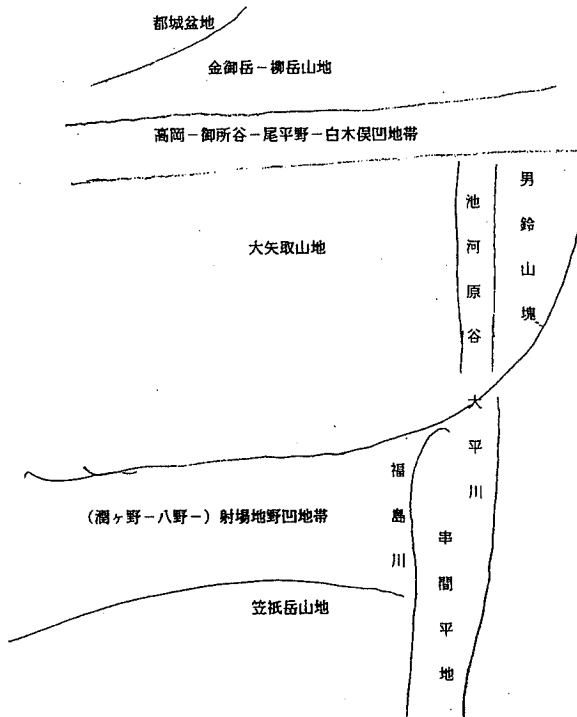 都城盆地
金御岳－柳岳山地
高岡－御所谷－尾平野－白木俣凹地帯
男鈴山塊
池河原谷
大矢取山地
大平川
福島川
（潤ヶ野－八野－）射場地野凹地帯
串間平地
笠祇岳山地